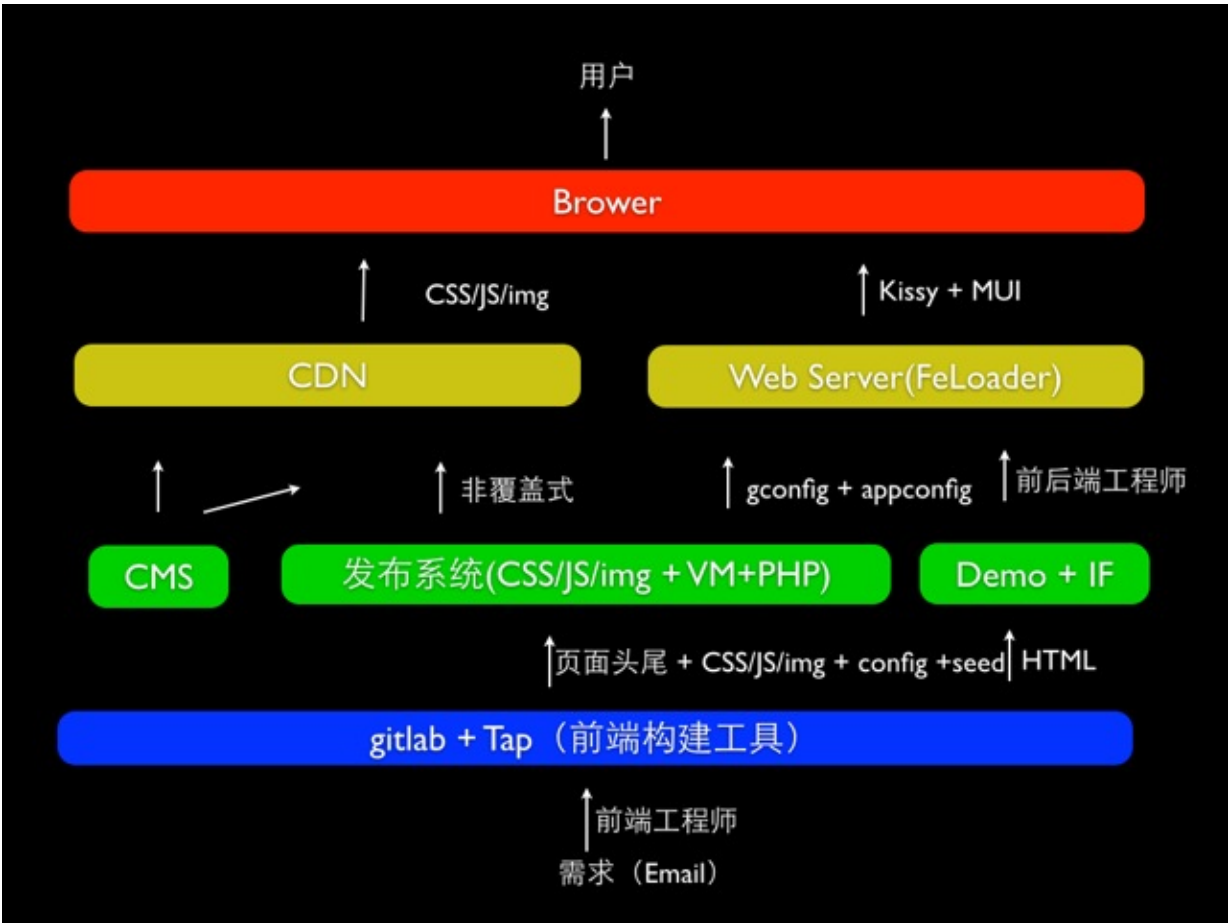 用户
Brower
CSS/JS/img
Kissy + MUI
CDN
Web Server(FeLoader)
非覆盖式
gconfig + appconfig
前后端工程师
CMS
发布系统(CSS/JS/img + VM+PHP)
Demo + IF
页面头尾 + CSS/JS/img + config +seed
HTML
gitlab + Tap（前端构建工具）
前端工程师
需求（Email）